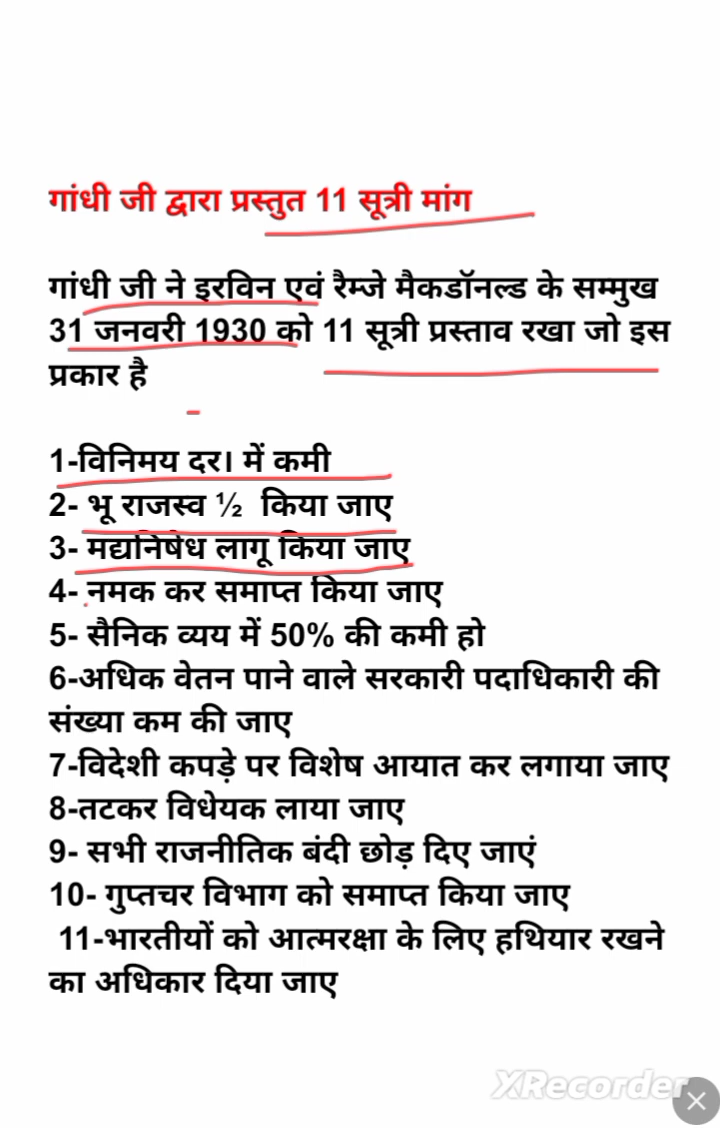 गांधी जी द्वारा प्रस्तुत 11 सूत्री मांग
गांधी जी ने इरविन एवं रैम्जे मैकडॉनल्ड के सम्मुख
31 जनवरी 1930 को 11 सूत्री प्रस्ताव रखा जो इस
प्रकार है
1-विनिमय दर। में कमी
2- भू राजस्व ½ किया जाए
3- मद्यनिषेध लागू किया जाए
4- नमक कर समाप्त किया जाए
5- सैनिक व्यय में 50% की कमी हो
6-अधिक वेतन पाने वाले सरकारी पदाधिकारी की
संख्या कम की जाए
7-विदेशी कपड़े पर विशेष आयात कर लगाया जाए
8-तटकर विधेयक लाया जाए
9- सभी राजनीतिक बंदी छोड़ दिए जाएं
10- गुप्तचर विभाग को समाप्त किया जाए
11-भारतीयों को आत्मरक्षा के लिए हथियार रखने
का अधिकार दिया जाए
XRecorder